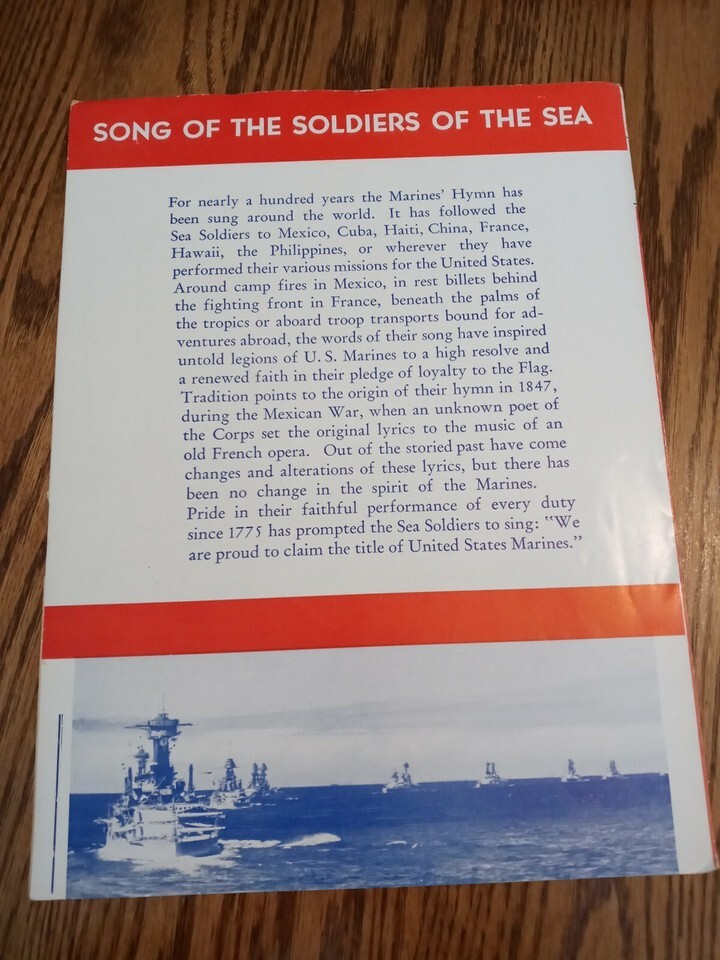 SONG OF THE SOLDIERS OF THE SEA
For nearly a hundred years the Marines' Hymn has
been sung around the world. It has followed the
Sea Soldiers to Mexico, Cuba, Haiti, China, France,
Hawaii, the Philippines, or wherever they have
performed their various missions for the United States.
Around camp fires in Mexico, in rest billets behind
the fighting front in France, beneath the palms of
the tropics or aboard troop transports bound for ad-
ventures abroad, the words of their song have inspired
untold legions of U. S. Marines to a high resolve and
a renewed faith in their pledge of loyalty to the Flag.
Tradition points to the origin of their hymn in 1847,
during the Mexican War, when an unknown poet of
the Corps set the original lyrics to the music of an
old French opera. Out of the storied past have come
changes and alterations of these lyrics, but there has
been no change in the spirit of the Marines.
Pride in their faithful performance of every duty
since 1775 has prompted the Sea Soldiers to sing: "We
are proud to claim the title of United States Marines."